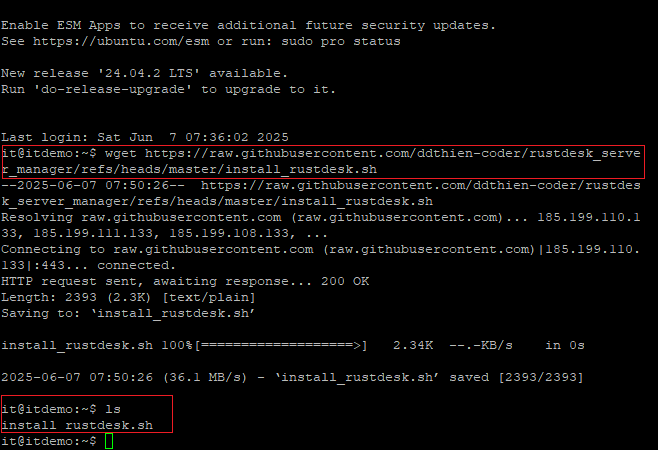 Enable ESM Apps to receive additional future security updates.
See https://ubuntu.com/esm or run: sudo pro status
New release '24.04.2 LTS' available.
Run 'do-release-upgrade' to upgrade to it.
Last login: Sat Jun  7 07:36:02 2025
it@itdemo:~$ wget https://raw.githubusercontent.com/ddthien-coder/rustdesk_serve
r_manager/refs/heads/master/install_rustdesk.sh
--2025-06-07 07:50:26--  https://raw.githubusercontent.com/ddthien-coder/rustdes
k_server_manager/refs/heads/master/install_rustdesk.sh
Resolving raw.githubusercontent.com (raw.githubusercontent.com)... 185.199.110.1
33, 185.199.111.133, 185.199.108.133, ...
Connecting to raw.githubusercontent.com (raw.githubusercontent.com)|185.199.110.
133|:443... connected.
HTTP request sent, awaiting response... 200 OK
Length: 2393 (2.3K) [text/plain]
Saving to: ‘install_rustdesk.sh’
install_rustdesk.sh 100%[===================>]   2.34K  --.-KB/s    in 0s
2025-06-07 07:50:26 (36.1 MB/s) - ‘install_rustdesk.sh’ saved [2393/2393]
it@itdemo:~$ ls
install_rustdesk.sh
it@itdemo:~$